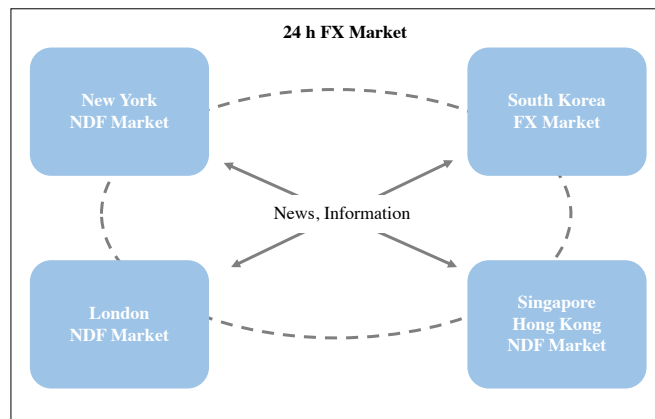 24 h FX Market
New York
NDF Market
South Korea
FX Market
News, Information
London
NDF Market
Singapore
Hong Kong
NDF Market